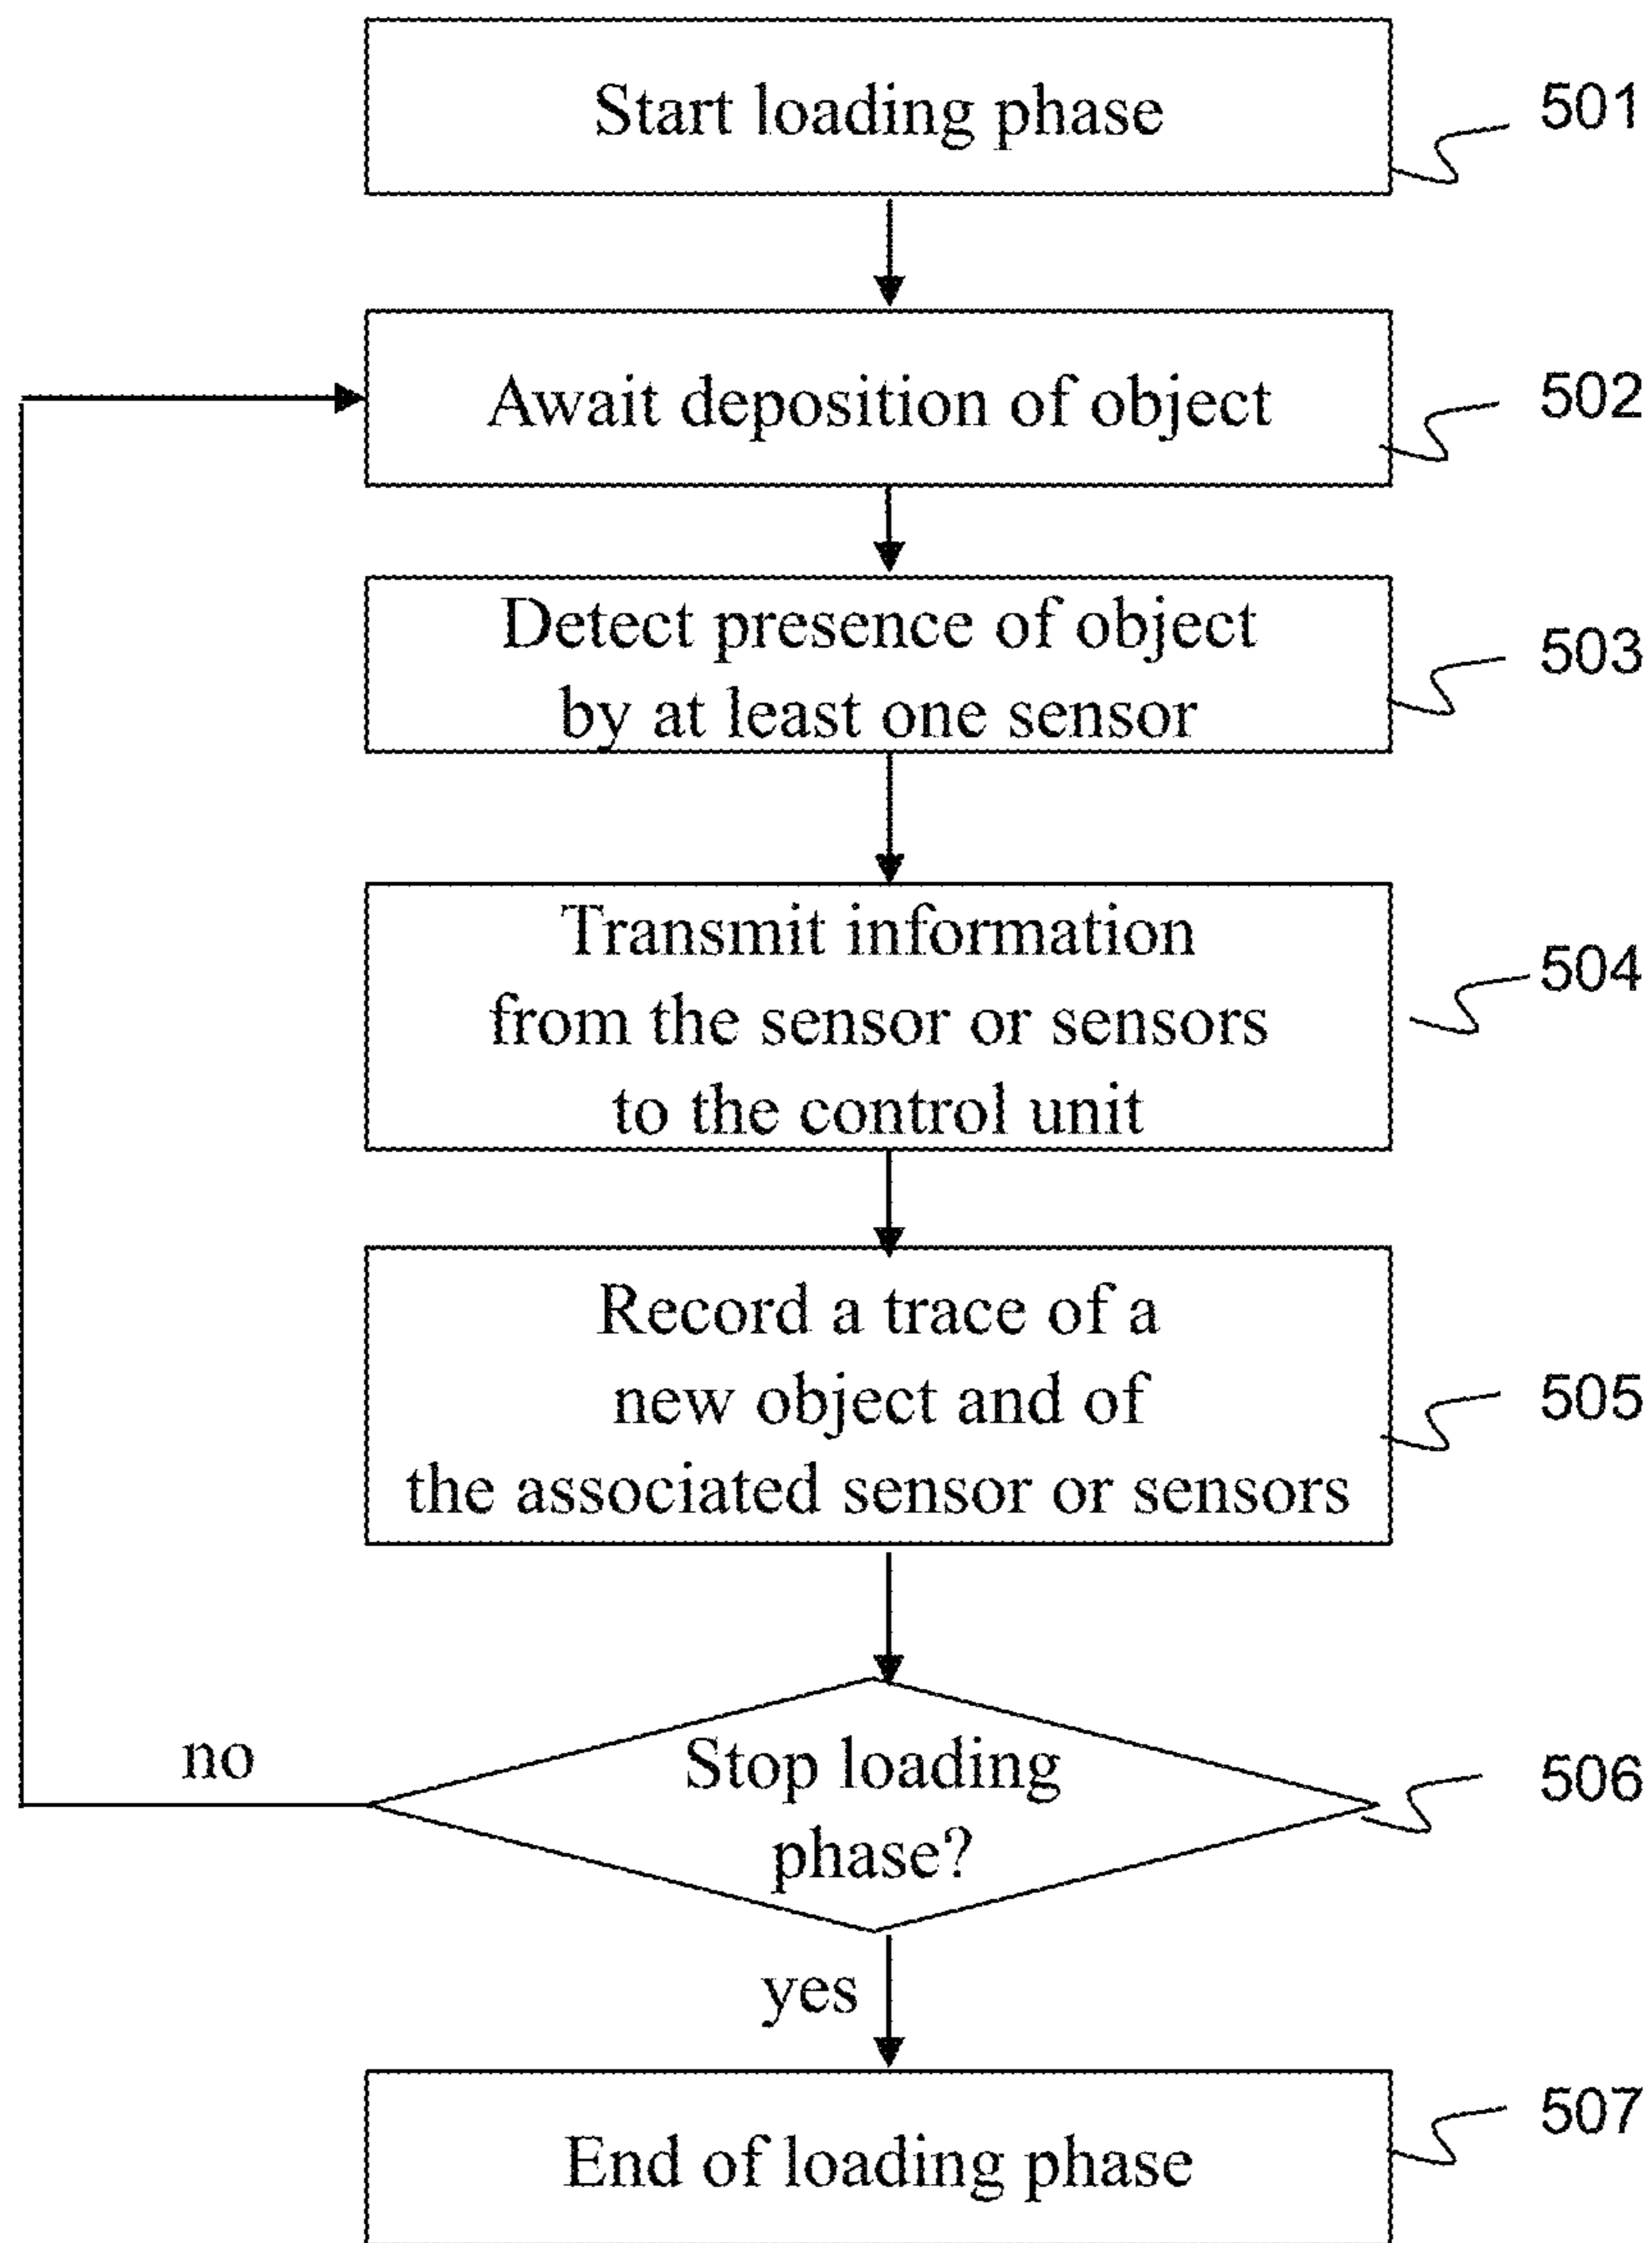 Start loading phase
501
Await deposition of object
502
Detect presence of object
by at least one sensor
503
Transmit information
from the sensor or sensors
to the control unit
504
Record a trace of a
new object and of
the associated sensor or sensors
505
Stop loading
phase?
506
no
yes
End of loading phase
507